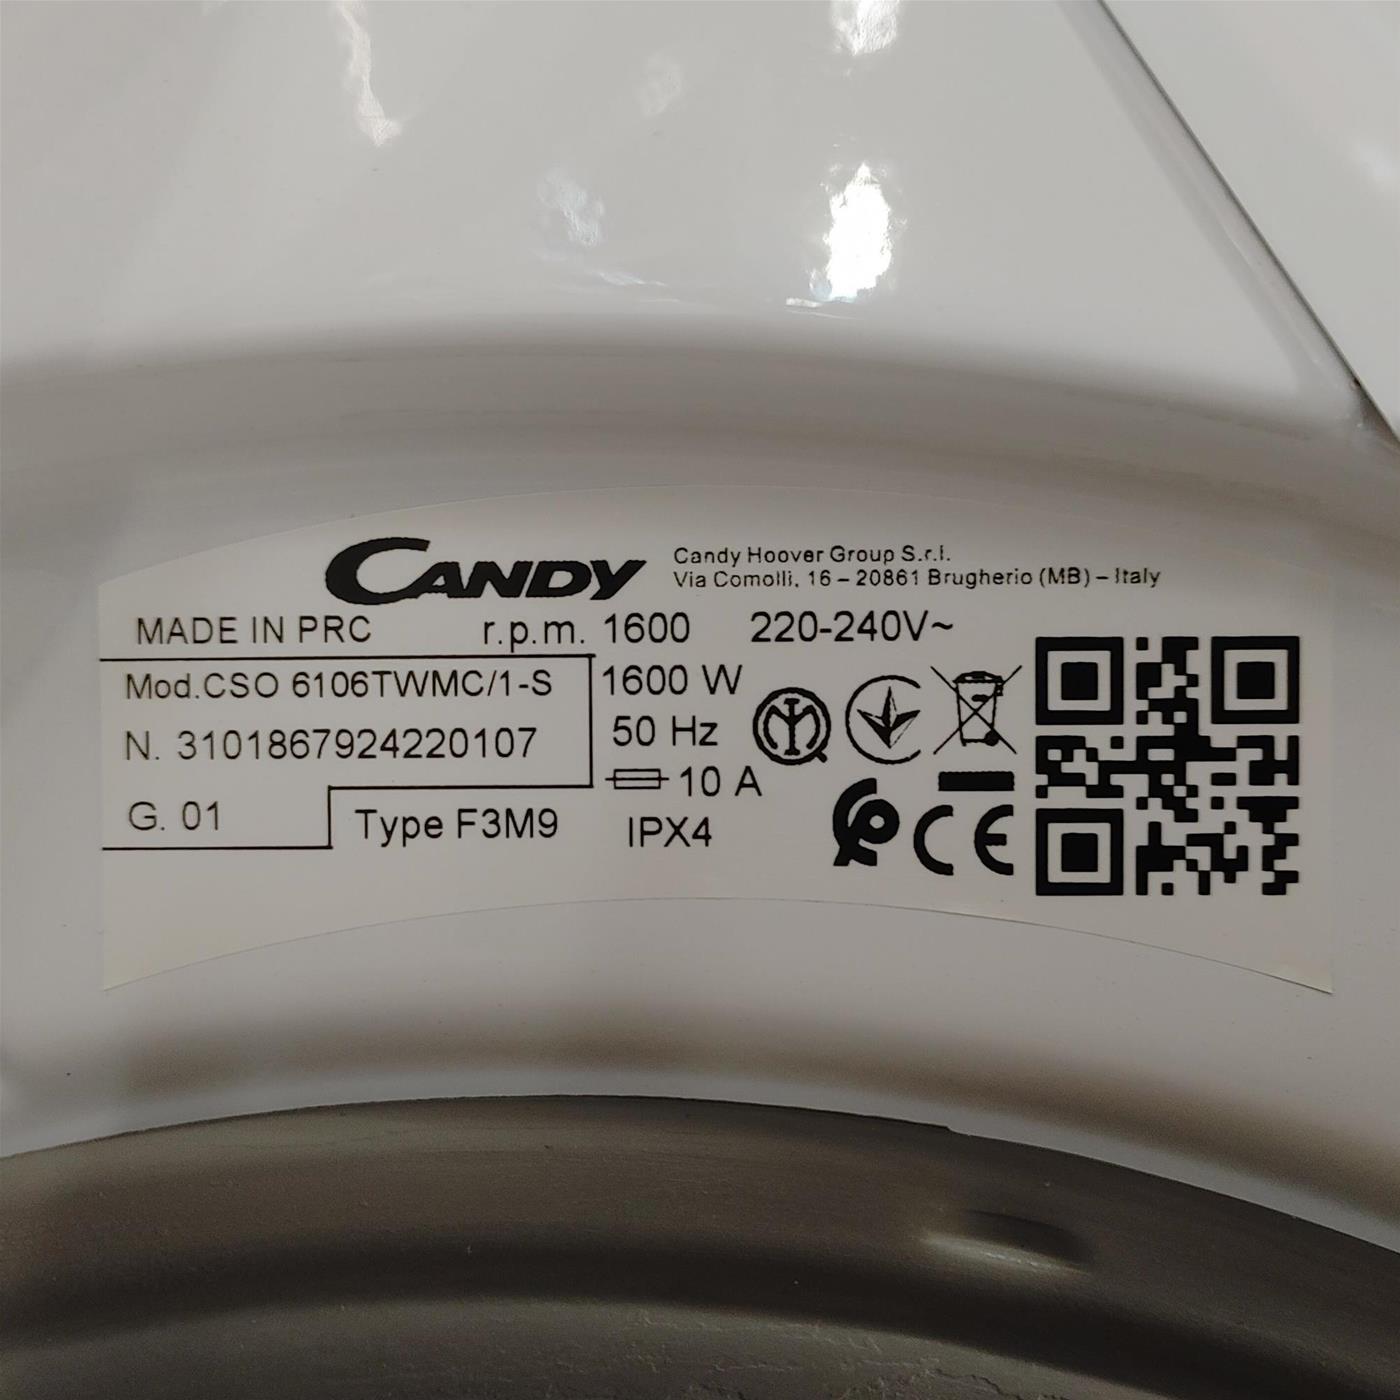 CANDY
Candy Hoover Group S.r.l.
Via Comolli, 16 – 20861 Brugherio (MB) – Italy
MADE IN PRC r.p.m. 1600 220-240V~
Mod.CSO 6106TWMC/1-S 1600 W
N. 3101867924220107 50 Hz
10 A
G. 01 Type F3M9 IPX4
CE